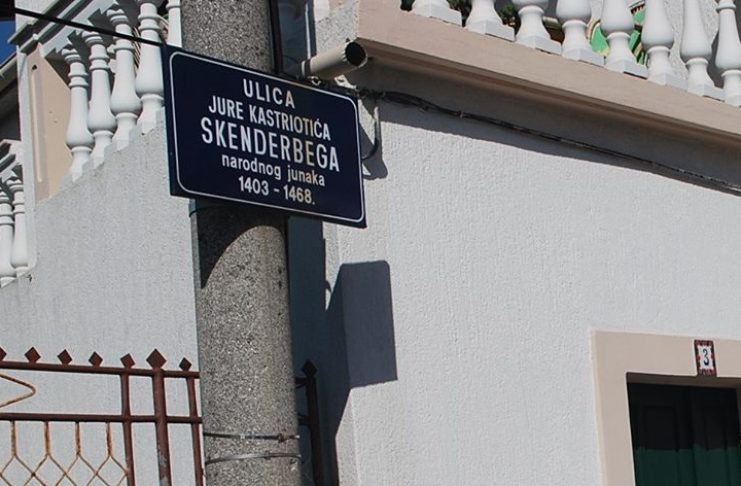 ULICA
JURE KASTRIOTIĆA
SKENDERBEGA
narodnog junaka
1403 - 1468.
3